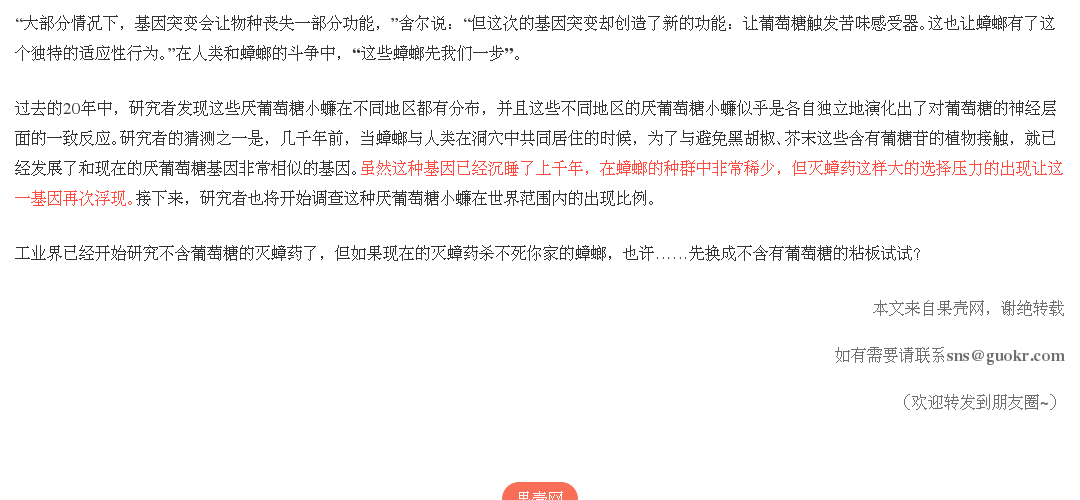 “大部分情况下，基因突变会让物种丧失一部分功能，”舍尔说：“但这次的基因突变却创造了新的功能：让葡萄糖触发苦味感受器。这也让蟑螂有了这
个独特的适应性行为。”在人类和蟑螂的斗争中，“这些蟑螂先我们一步”。
过去的20年中，研究者发现这些厌葡萄糖小蠊在不同地区都有分布，并且这些不同地区的厌葡萄糖小蠊似乎是各自独立地演化出了对葡萄糖的神经层
面的一致反应。研究者的猜测之一是，几千年前，当蟑螂与人类在洞穴中共同居住的时候，为了与避免黑胡椒、芥末这些含有葡糖苷的植物接触，就已
经发展了和现在的厌葡萄糖基因非常相似的基因。虽然这种基因已经沉睡了上千年，在蟑螂的种群中非常稀少，但灭蟑药这样大的选择压力的出现让这
一基因再次浮现。接下来，研究者也将开始调查这种厌葡萄糖小蠊在世界范围内的出现比例。
工业界已经开始研究不含葡萄糖的灭蟑药了，但如果现在的灭蟑药杀不死你家的蟑螂，也许……先换成不含有葡萄糖的粘板试试？
本文来自果壳网，谢绝转载
如有需要请联系sns@guokr.com
（欢迎转发到朋友圈~）
果壳网